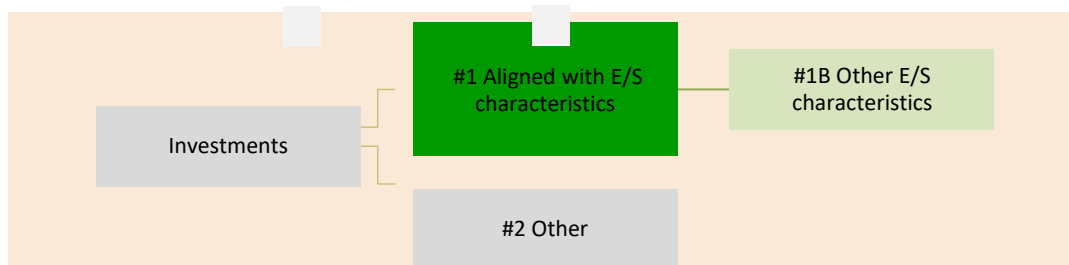 #1 Aligned with E/S
characteristics
#1B Other E/S
characteristics
Investments
#2 Other